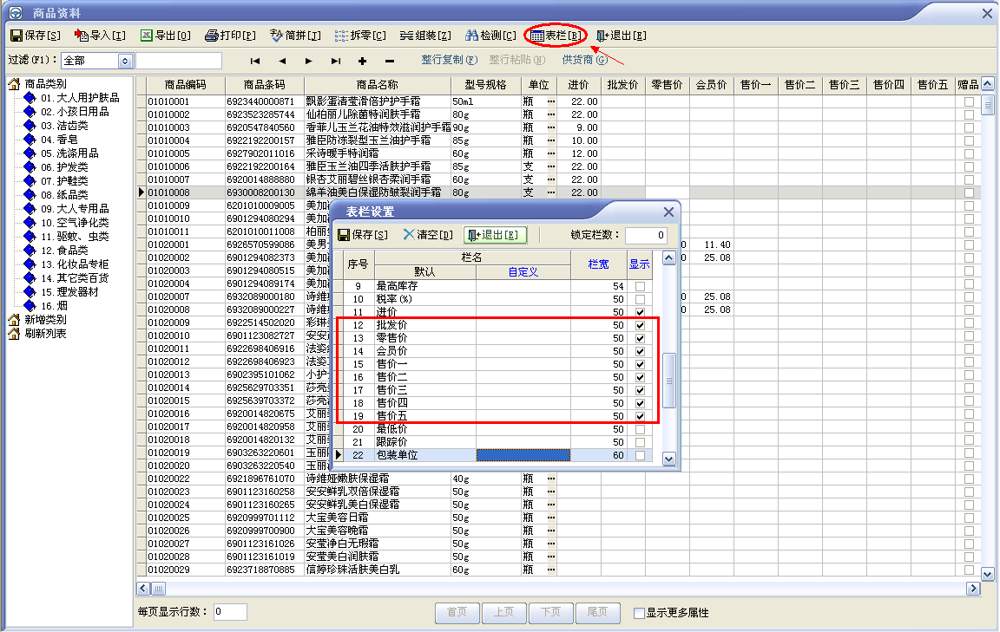 商品资料
保存[S] 导入[I] 导出[O] 打印[P] 简拼[J] 拆零[C] 组装[Z] 检测[C] 表栏[B] 退出[E]
过滤(F1): 全部 整行复制(F) 整行粘贴(N) 供货商(G)
商品类别
01. 大人用护肤品
02. 小孩日用品
03. 洁齿类
04. 香皂
05. 洗涤用品
06. 护发类
07. 护鞋类
08. 纸品类
09. 大人专用品
10. 空气净化类
11. 驱蚊、虫类
12. 食品类
13. 化妆品专柜
14. 其它类百货
15. 理发器材
16. 烟
新增类别
刷新列表
商品编码 商品条码 商品名称 型号规格 单位 进价 批发价 零售价 会员价 售价一 售价二 售价三 售价四 售价五 赠品
01010001 6923440000871 飘影蛋清莹滑倍护护手霜 50ml 瓶 ... 22.00
01010002 6923523285744 仙柏丽儿除菌特润肤手霜 80g 瓶 ... 22.00
01010003 6920547840560 香菲儿玉兰花油特效滋润护手霜 90g 瓶 ... 9.00
01010004 6922192200157 雅臣防冻裂型玉兰油护手霜 85g 瓶 ... 10.00
01010005 6927902011016 采诗暖手特润霜 60g 瓶 ... 12.00
01010006 6922192200164 雅臣玉兰油四季活肤护手霜 85g 支 ... 22.00
01010007 6920014888880 银杏艾丽碧丝银杏柔润手霜 60g 支 ... 22.00
01010008 6930008200130 绵羊油美白保湿防皱裂润手霜 80g 支 ... 22.00
01010009 6201010009005 美加
01010010 6901294080294 美加
01010011 6201010011008 柏丽
01020001 6926570599086 美男 0 11.40
01020002 6901294082373 美加 0 25.08
01020003 6901294080515 美加
01020004 6901294089174 美加
01020007 6932089000180 诗维 0 25.08
01020008 6932089000227 诗维 0 25.08
01020009 6922514502020 彩琳
01020010 6901123082727 安安
01020011 6922698406916 法姿
01020012 6922698406923 法姿
01020013 6902395101062 小护
01020014 6925629703351 莎亮
01020015 6925639703372 莎亮
01020016 6920014820675 艾丽
01020017 6920014820958 艾丽
01020018 6920014820132 艾丽
01020019 6903263220601 玉丽
01020020 6903263220540 玉丽
01020022 6921896761070 诗维娅嫩肤保湿霜 40g 瓶 ...
01020023 6901123160258 安安鲜乳双倍保湿霜 50g 瓶 ...
01020024 6901123160265 安安鲜乳美白保湿霜 50g 瓶 ...
01020025 6920999701112 大宝美容日霜 50g 瓶 ...
01020026 6920999700900 大宝美容晚霜 50g 瓶 ...
01020027 6901123161026 安莹净白无瑕霜 50g 瓶 ...
01020028 6901123161019 安莹美白润肤霜 50g 瓶 ...
01020029 6923718870885 信婷珍珠活肤美白乳 60g 瓶 ...
表栏设置
保存[S] 清空[D] 退出[E] 锁定栏数: 0
序号 栏名 栏宽 显示
默认 自定义
9 最高库存 54
10 税率(%) 50
11 进价 50
12 批发价 50
13 零售价 50
14 会员价 50
15 售价一 50
16 售价二 50
17 售价三 50
18 售价四 50
19 售价五 50
20 最低价 50
21 跟踪价 50
22 包装单位 60
每页显示行数: 0 首页 上页 下页 尾页 显示更多属性